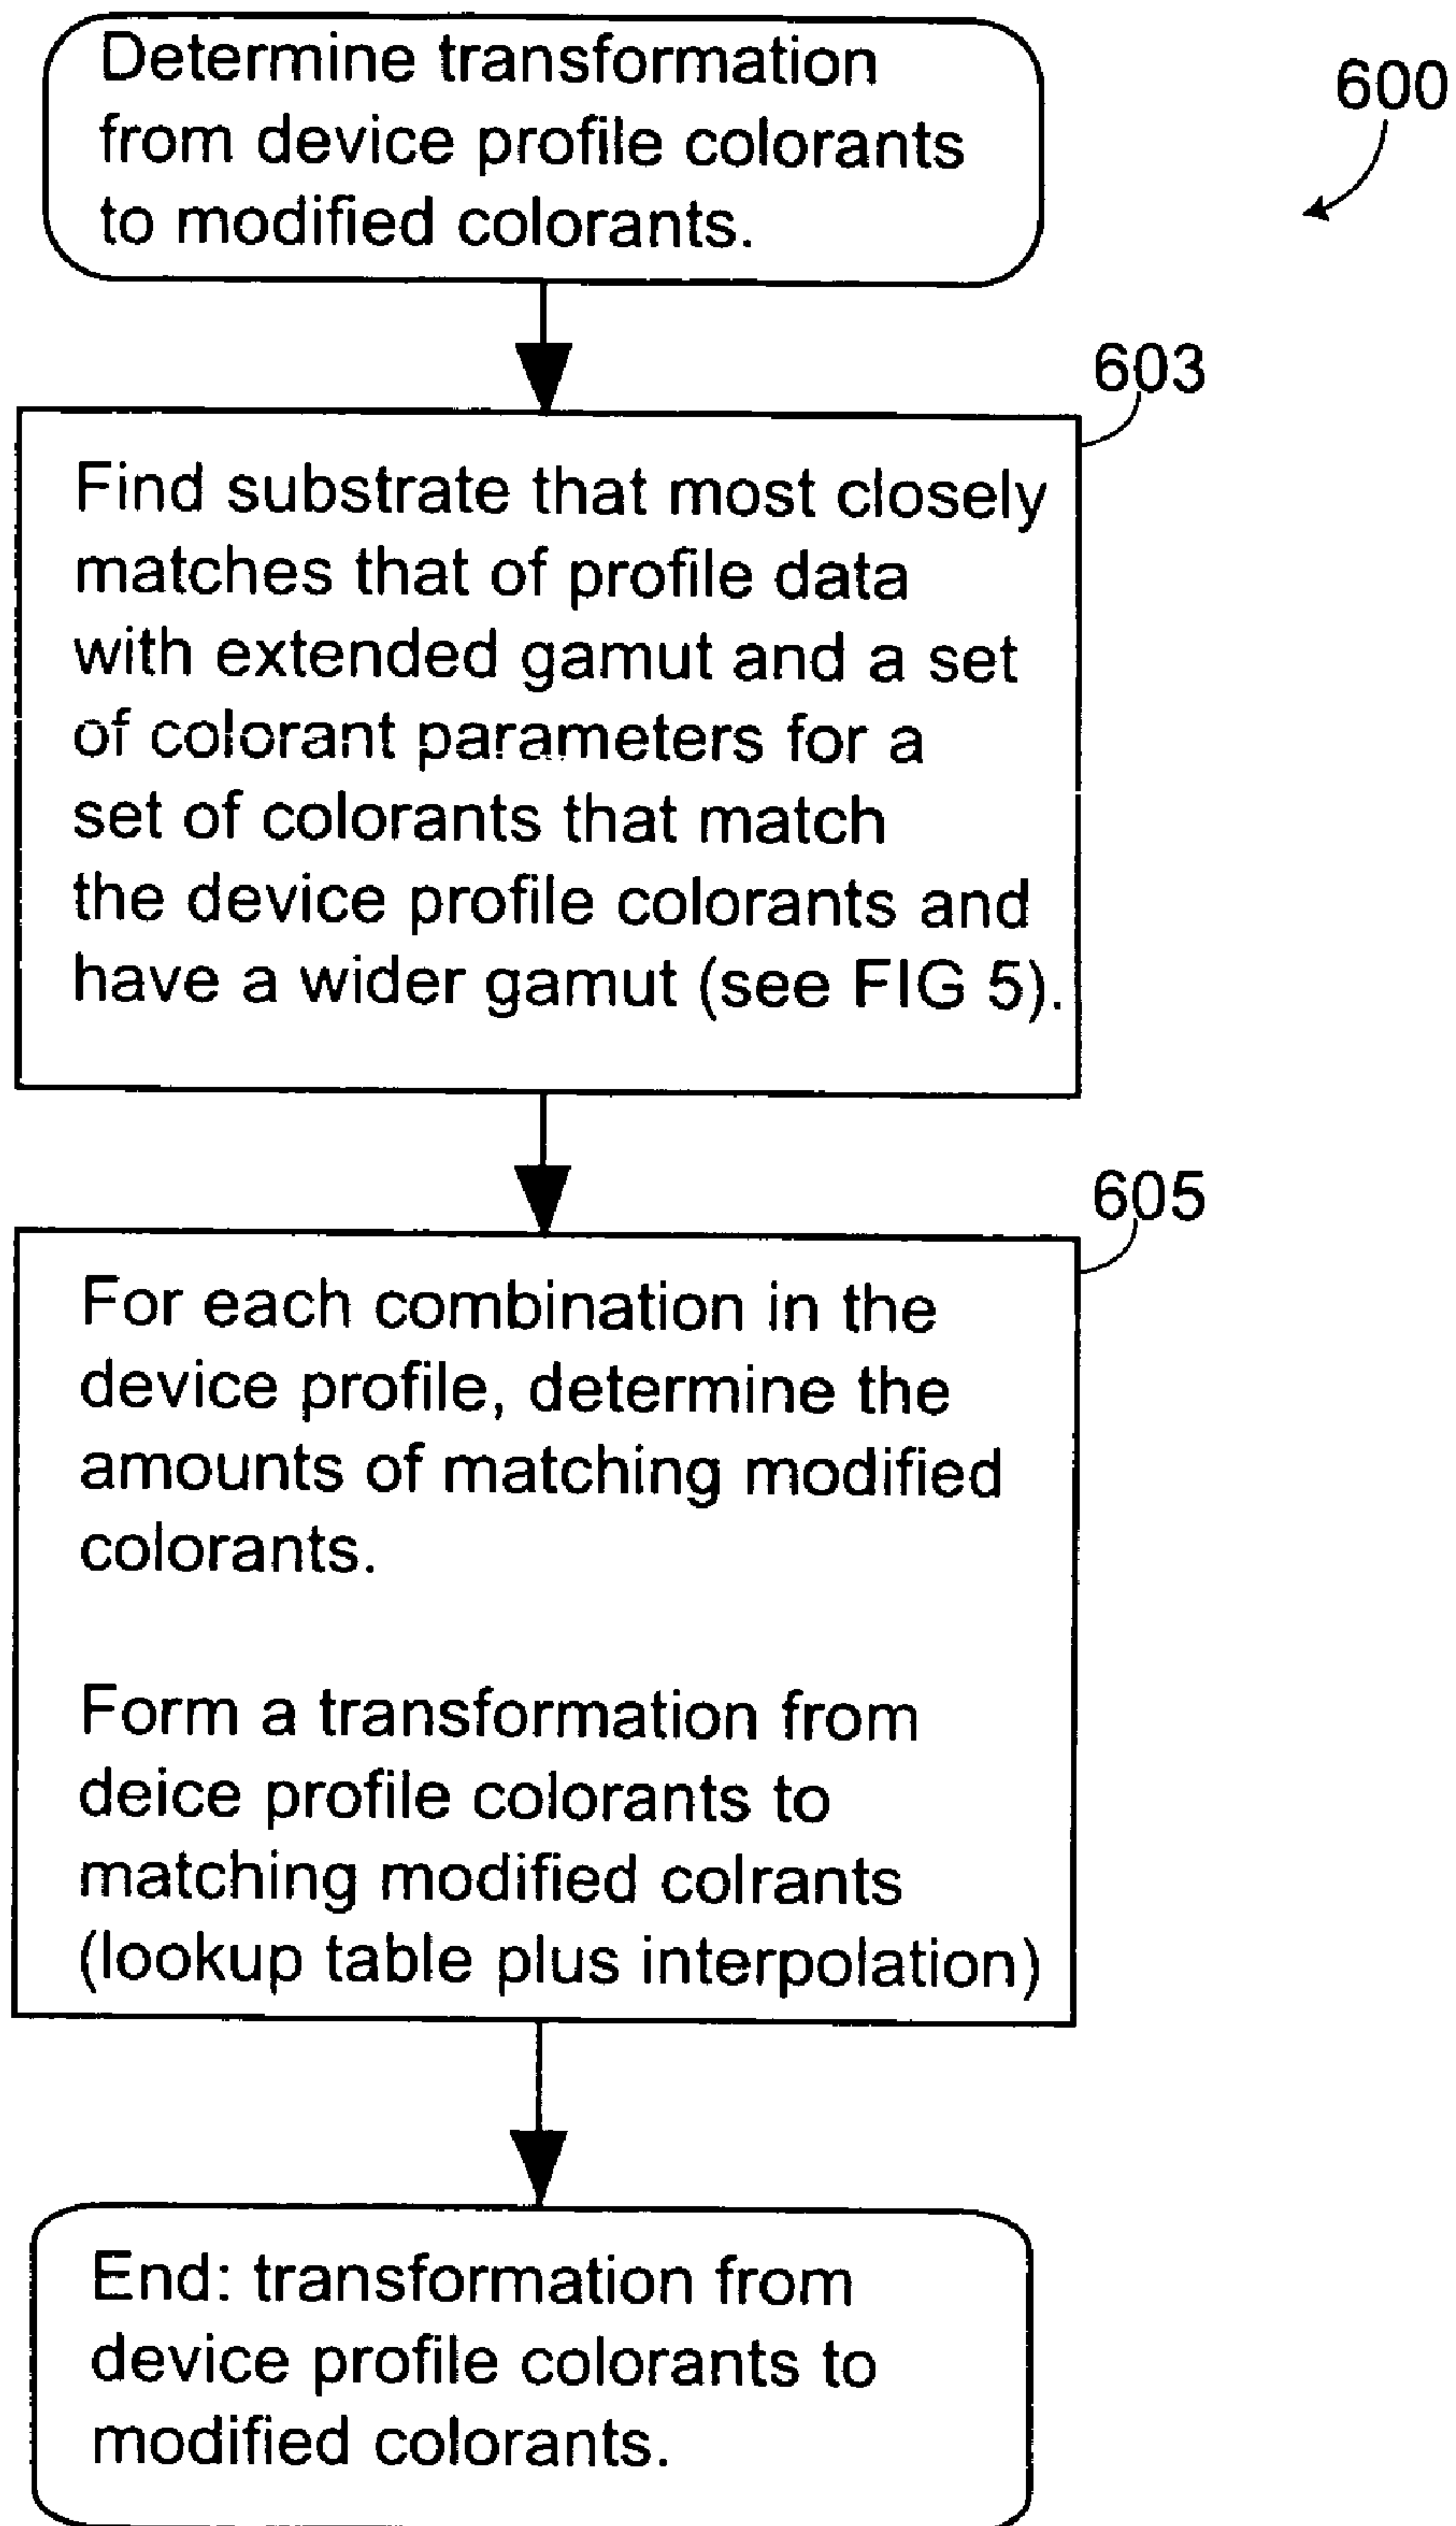 Determine transformation
from device profile colorants
to modified colorants.
600
603
Find substrate that most closely
matches that of profile data
with extended gamut and a set
of colorant parameters for a
set of colorants that match
the device profile colorants and
have a wider gamut (see FIG 5).
605
For each combination in the
device profile, determine the
amounts of matching modified
colorants.
Form a transformation from
deice profile colorants to
matching modified colrants
(lookup table plus interpolation)
End: transformation from
device profile colorants to
modified colorants.